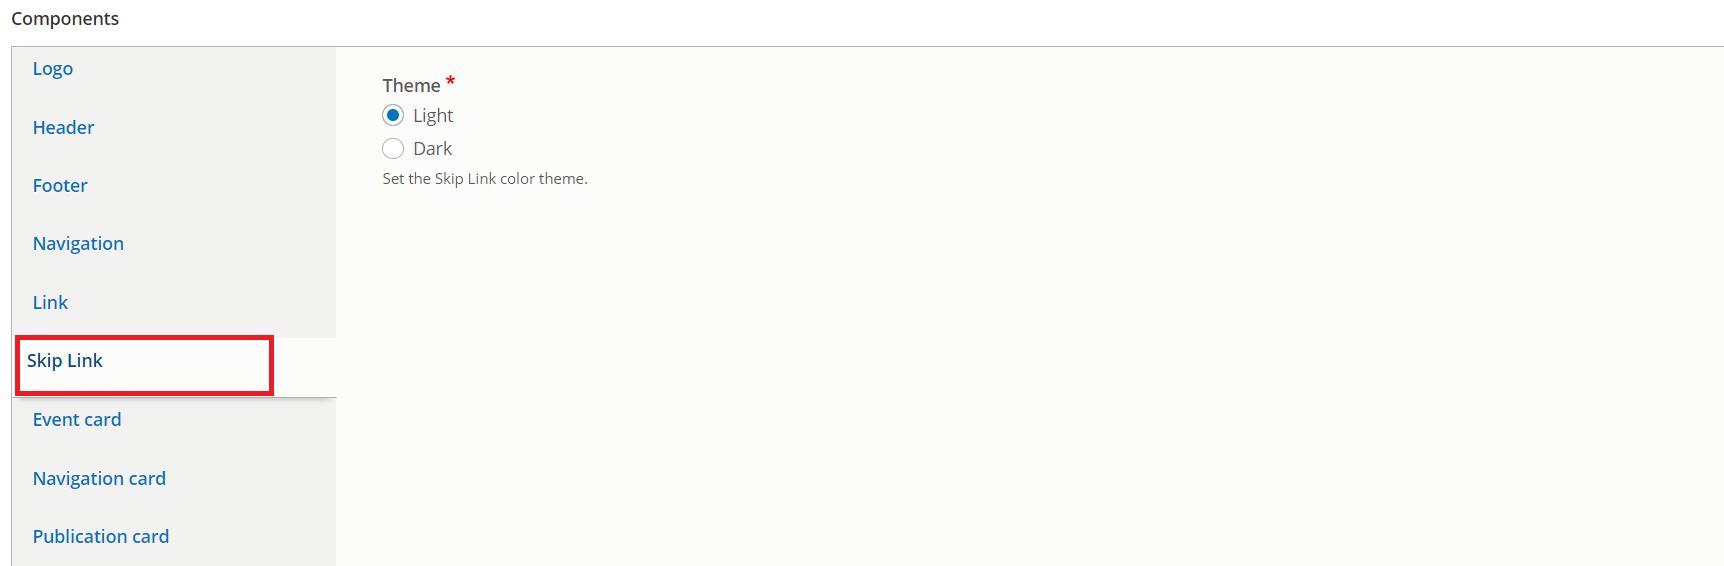 Components
Logo
Header
Footer
Navigation
Link
Skip Link
Event card
Navigation card
Publication card
Theme *
Light
Dark
Set the Skip Link color theme.